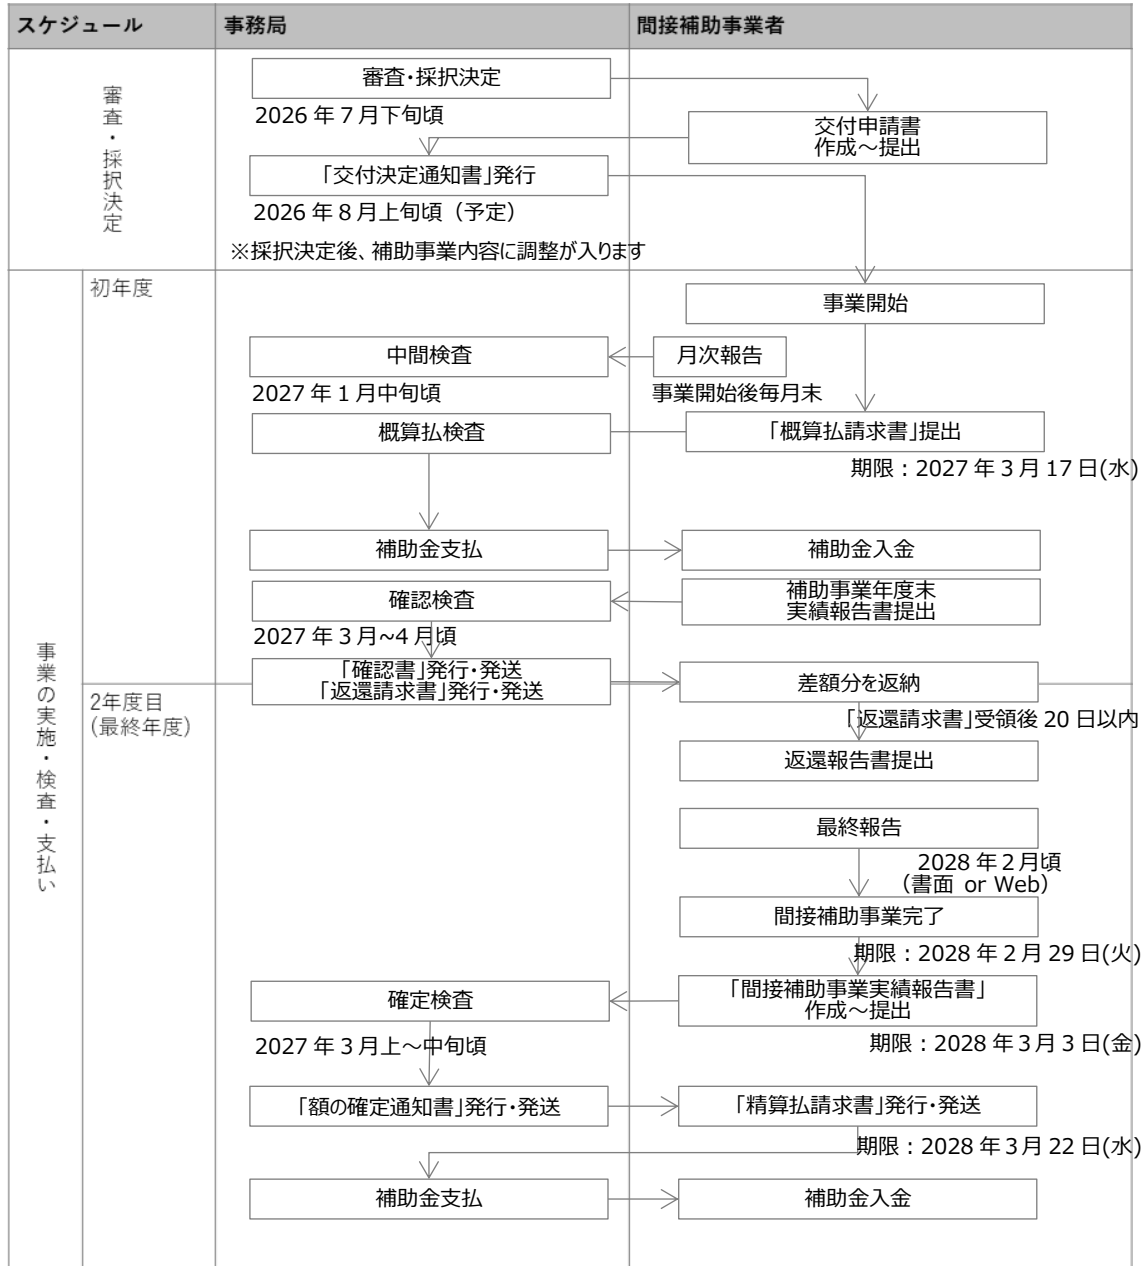 スケジュール
事務局
間接補助事業者
審査・採択決定
審査・採択決定
2026 年 7 月下旬頃
交付申請書
作成～提出
「交付決定通知書」発行
2026 年 8 月上旬頃（予定）
※採択決定後、補助事業内容に調整が入ります
事業の実施・検査・支払い
初年度
事業開始
中間検査
月次報告
2027 年 1 月中旬頃
事業開始後毎月末
概算払検査
「概算払請求書」提出
期限：2027 年 3 月 17 日(水)
補助金支払
補助金入金
確認検査
補助事業年度末
実績報告書提出
2027 年 3 月~4 月頃
「確認書」発行・発送
「返還請求書」発行・発送
差額分を返納
2年度目
(最終年度)
「返還請求書」受領後 20 日以内
返還報告書提出
最終報告
2028 年 2 月頃
（書面 or Web）
間接補助事業完了
期限：2028 年 2 月 29 日(火)
確定検査
「間接補助事業実績報告書」
作成～提出
2027 年 3 月上～中旬頃
期限：2028 年 3 月 3 日(金)
「額の確定通知書」発行・発送
「精算払請求書」発行・発送
期限：2028 年 3 月 22 日(水)
補助金支払
補助金入金